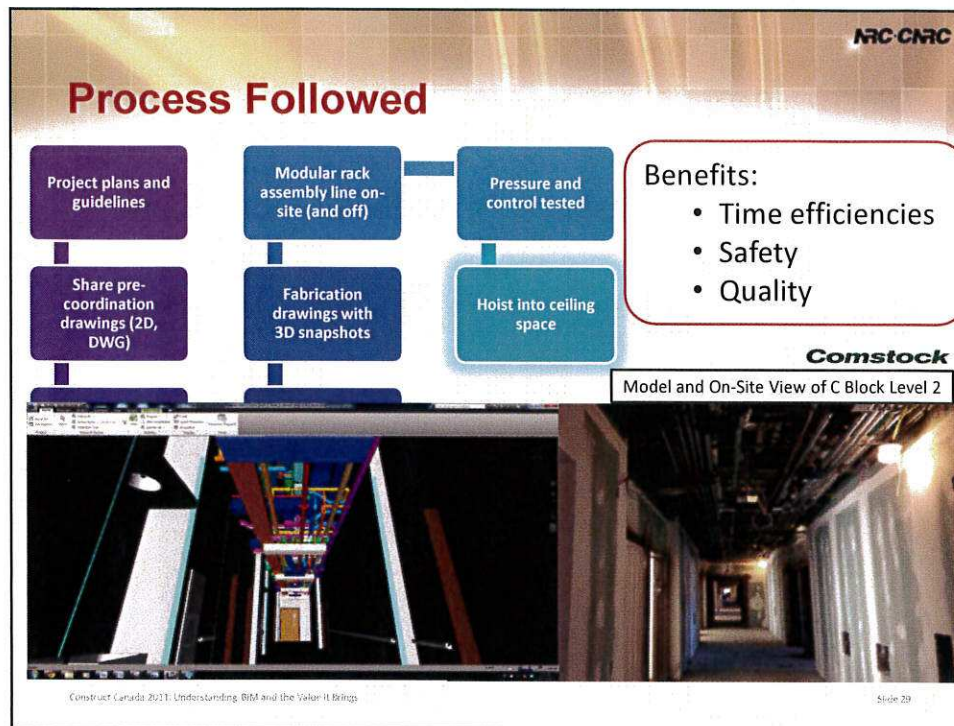 NRC·CNRC
Process Followed
Project plans and
guidelines
Share pre-
coordination
drawings (2D,
DWG)
Modular rack
assembly line on-
site (and off)
Fabrication
drawings with
3D snapshots
Pressure and
control tested
Hoist into ceiling
space
Benefits:
• Time efficiencies
• Safety
• Quality
Comstock
Model and On-Site View of C Block Level 2
Construct Canada 2011: Understanding BIM and the Value it Brings
Slide 29